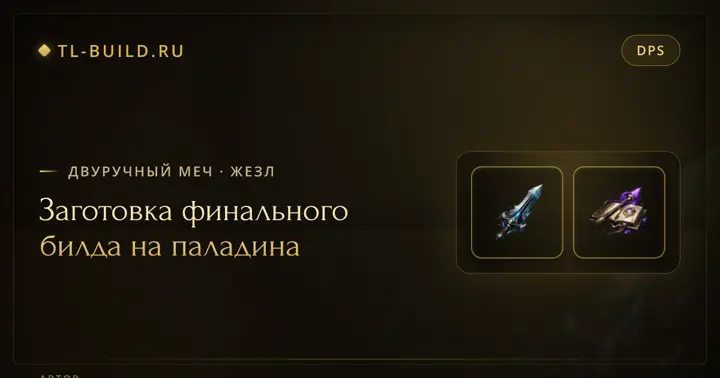 TL-BUILD.RU
DPS
ДВУРУЧНЫЙ МЕЧ · ЖЕЗЛ
Заготовка финального
билда на паладина